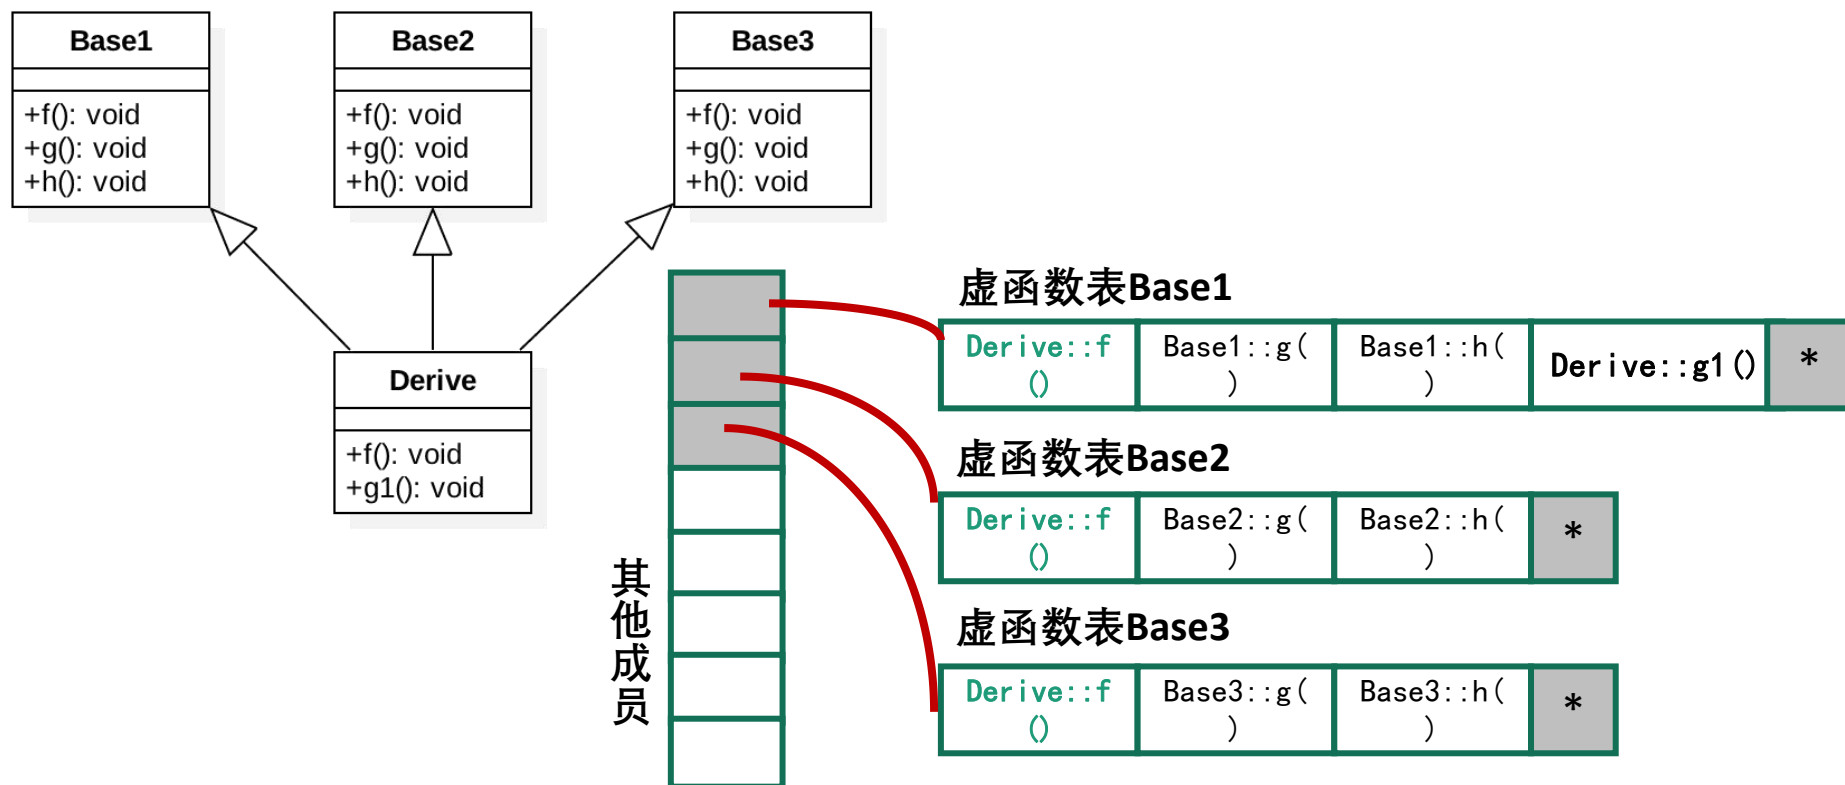 Base1
+f(): void
+g(): void
+h(): void
Base2
+f(): void
+g(): void
+h(): void
Base3
+f(): void
+g(): void
+h(): void
Derive
+f(): void
+g1(): void
其
他
成
员
虚函数表Base1
Derive::f
()
Base1::g(
)
Base1::h(
)
Derive::g1()
*
虚函数表Base2
Derive::f
()
Base2::g(
)
Base2::h(
)
*
虚函数表Base3
Derive::f
()
Base3::g(
)
Base3::h(
)
*